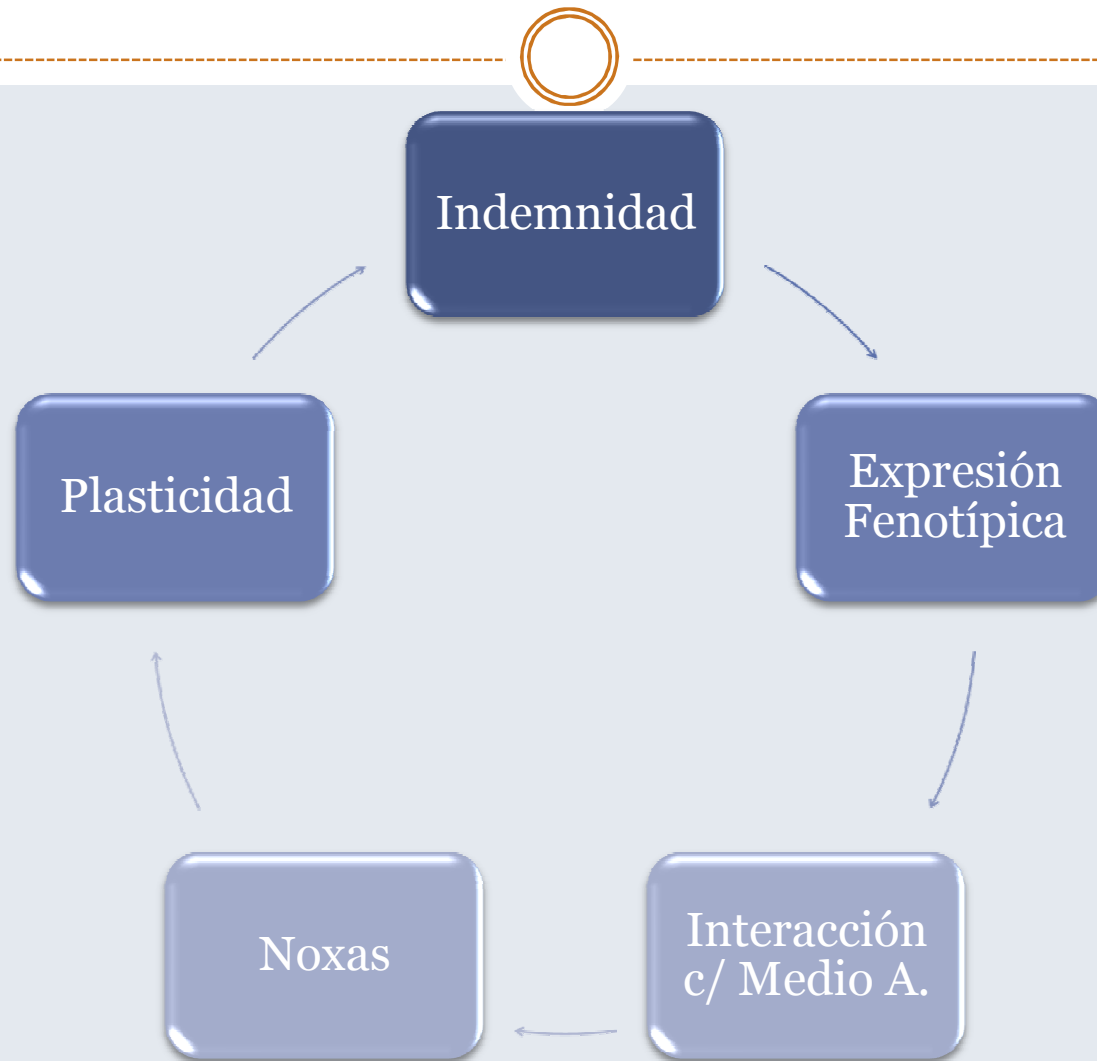 Indemnidad
Expresión
Fenotípica
Interacción
c/ Medio A.
Noxas
Plasticidad